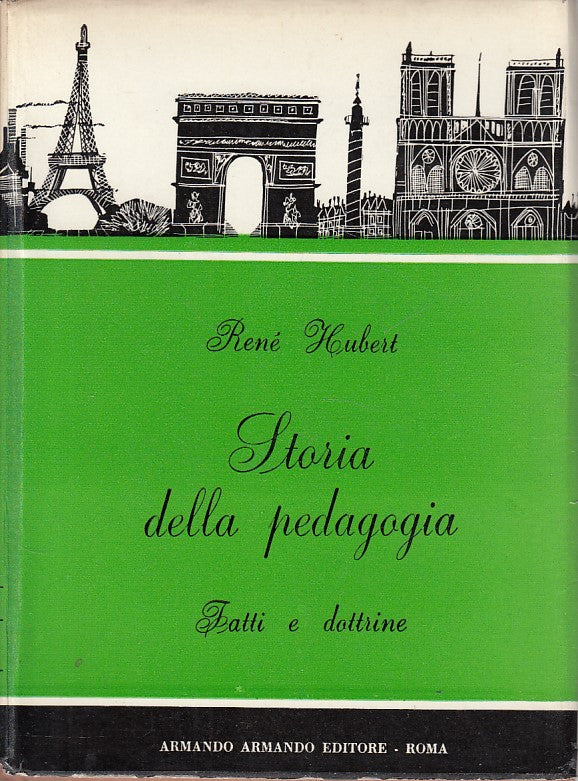 René Hubert
Storia
della pedagogia
Fatti e dottrine
ARMANDO ARMANDO EDITORE - ROMA